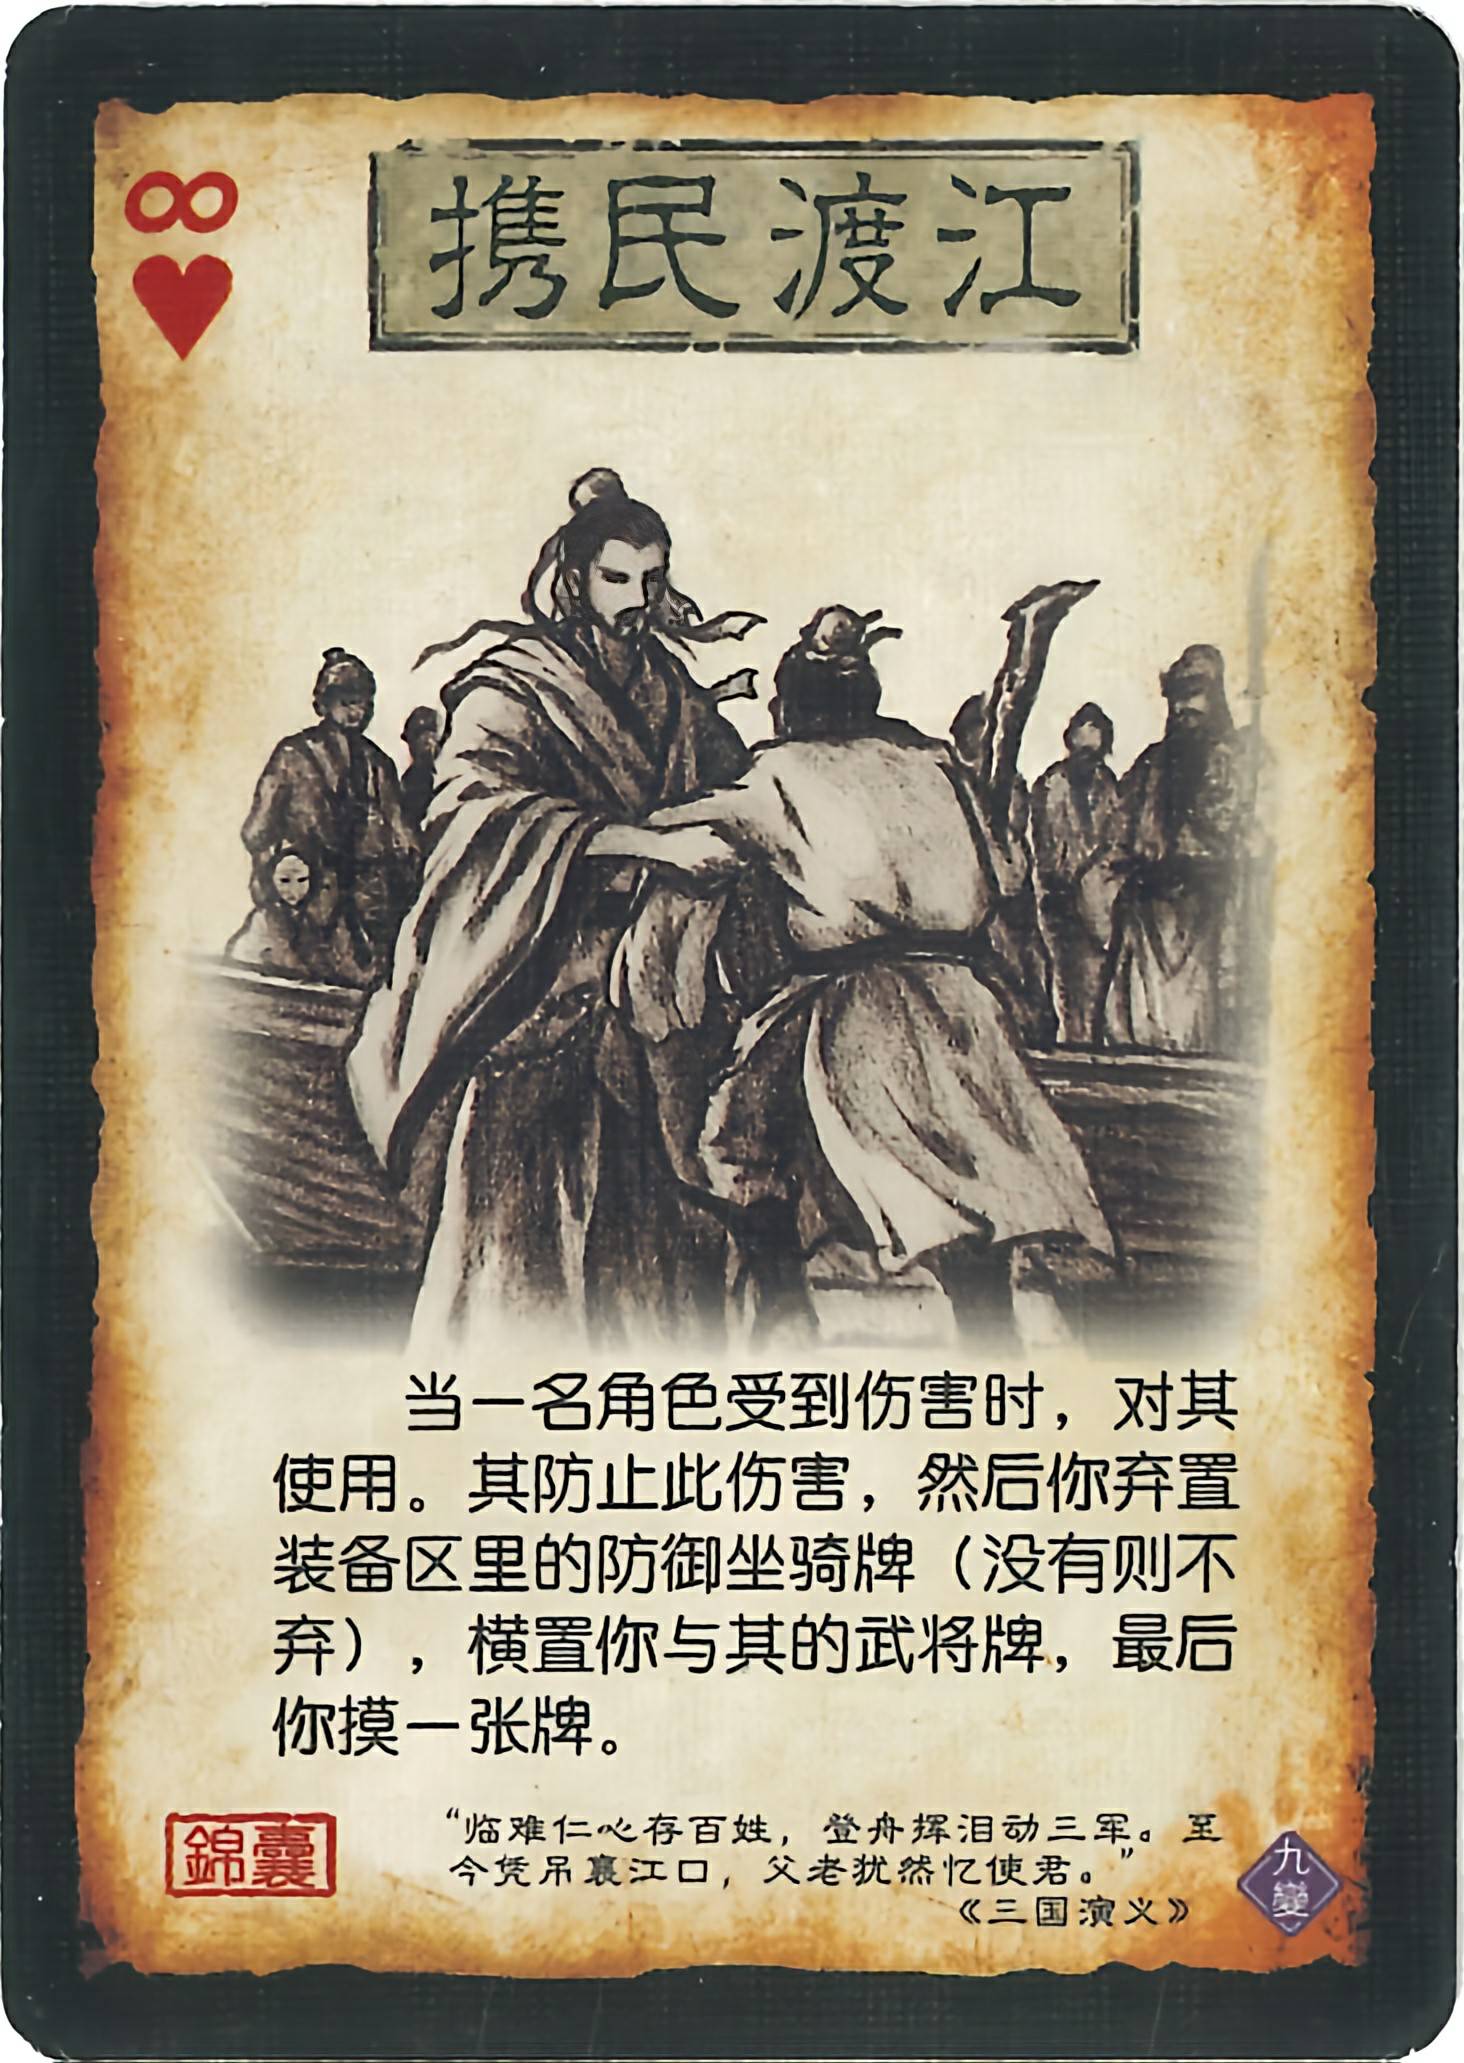 8
携民渡江
当一名角色受到伤害时，对其
使用。其防止此伤害，然后你弃置
装备区里的防御坐骑牌（没有则不
弃），横置你与其的武将牌，最后
你摸一张牌。
錦囊
“临难仁心存百姓，登舟挥泪动三军。至
今凭吊襄江口，父老犹然忆使君。”
《三国演义》
九變